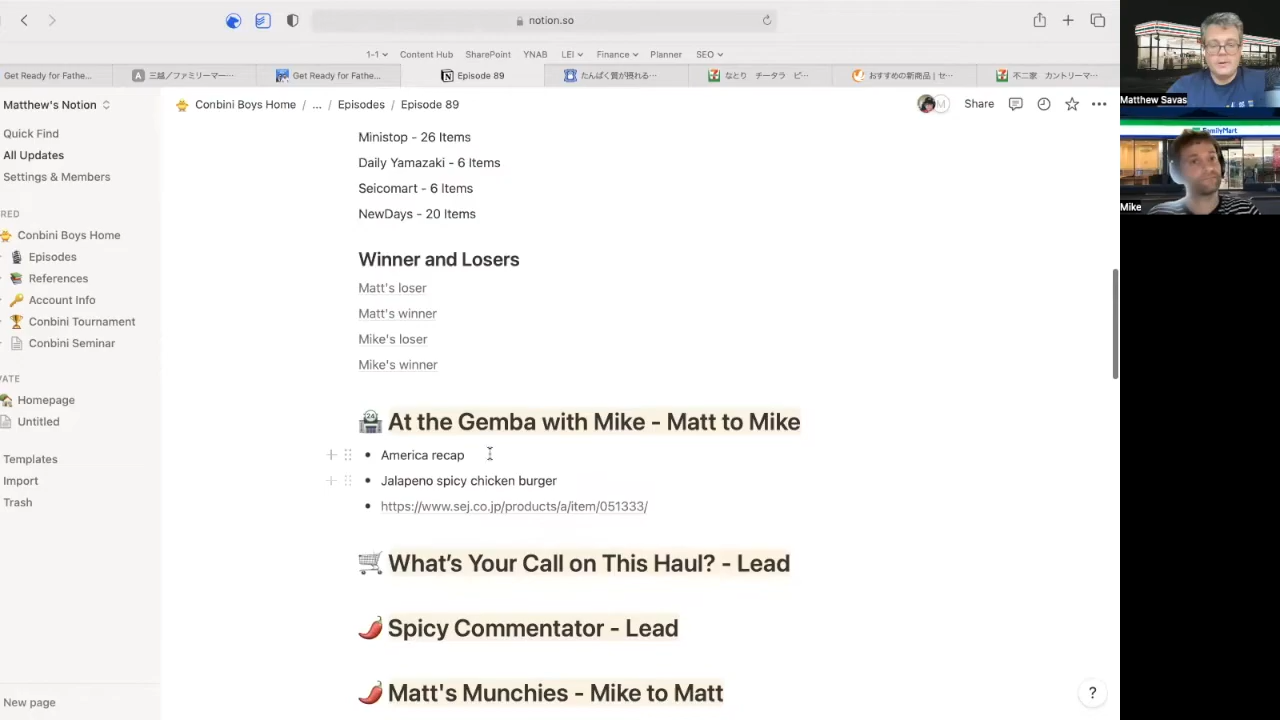 notion.so
1-1
Content Hub
SharePoint
YNAB
LEI
Finance
Planner
SEO
Get Ready for Fathe...
三越/ファミリーマー...
Get Ready for Fathe...
Episode 89
たんぱく質が摂れる...
なとり チータラ ピ...
おすすめの新商品｜セ...
不二家 カントリーマ...
Matthew's Notion
Conbini Boys Home / ... / Episodes / Episode 89
Share
Quick Find
All Updates
Settings & Members
RED
Conbini Boys Home
Episodes
References
Account Info
Conbini Tournament
Conbini Seminar
VATE
Homepage
Untitled
Templates
Import
Trash
New page
Ministop - 26 Items
Daily Yamazaki - 6 Items
Seicomart - 6 Items
NewDays - 20 Items
Winner and Losers
Matt's loser
Matt's winner
Mike's loser
Mike's winner
24
At the Gemba with Mike - Matt to Mike
America recap
Jalapeno spicy chicken burger
https://www.sej.co.jp/products/a/item/051333/
What's Your Call on This Haul? - Lead
Spicy Commentator - Lead
Matt's Munchies - Mike to Matt
?
Matthew Savas
FamilyMart
Mike